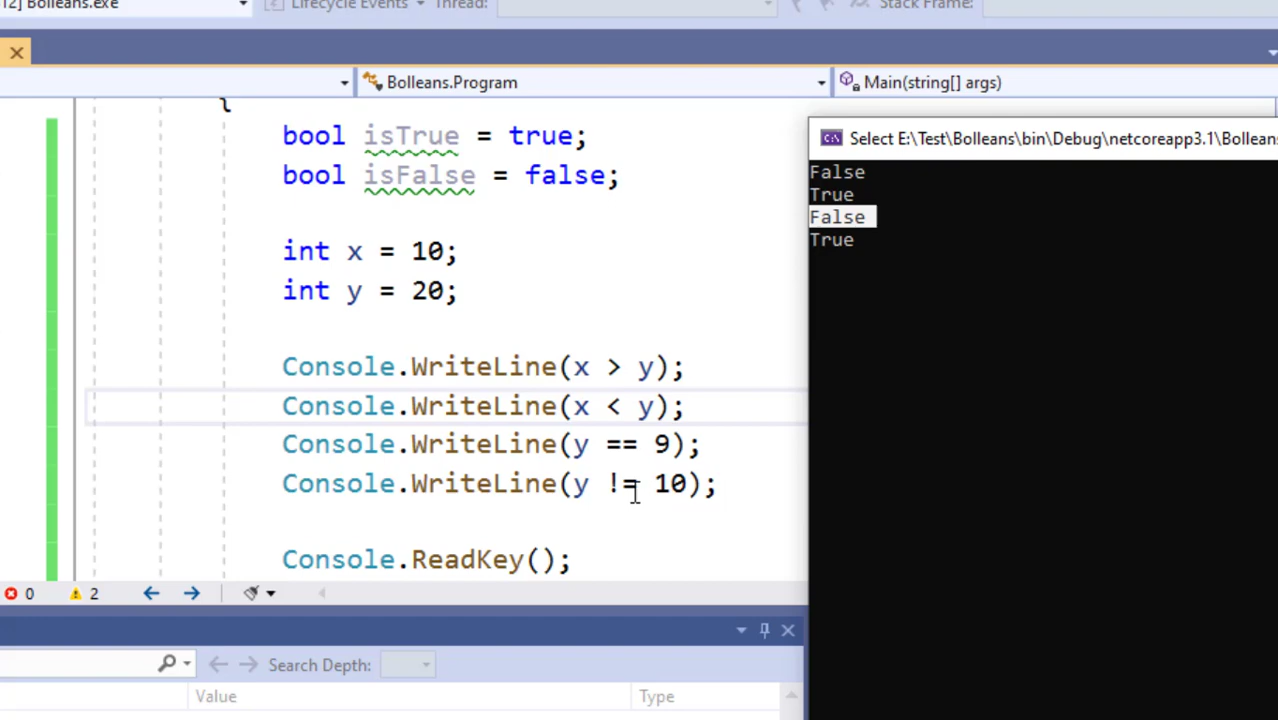 12] Bolleans.exe
Lifecycle Events
Thread:
Stack Frame:
Bolleans.Program
Main(string[] args)
{
bool isTrue = true;
bool isFalse = false;
int x = 10;
int y = 20;
Console.WriteLine(x > y);
Console.WriteLine(x < y);
Console.WriteLine(y == 9);
Console.WriteLine(y != 10);
Console.ReadKey();
0
2
Search Depth:
Value
Type
Select E:\Test\Bolleans\bin\Debug\netcoreapp3.1\Bolleans
False
True
False
True